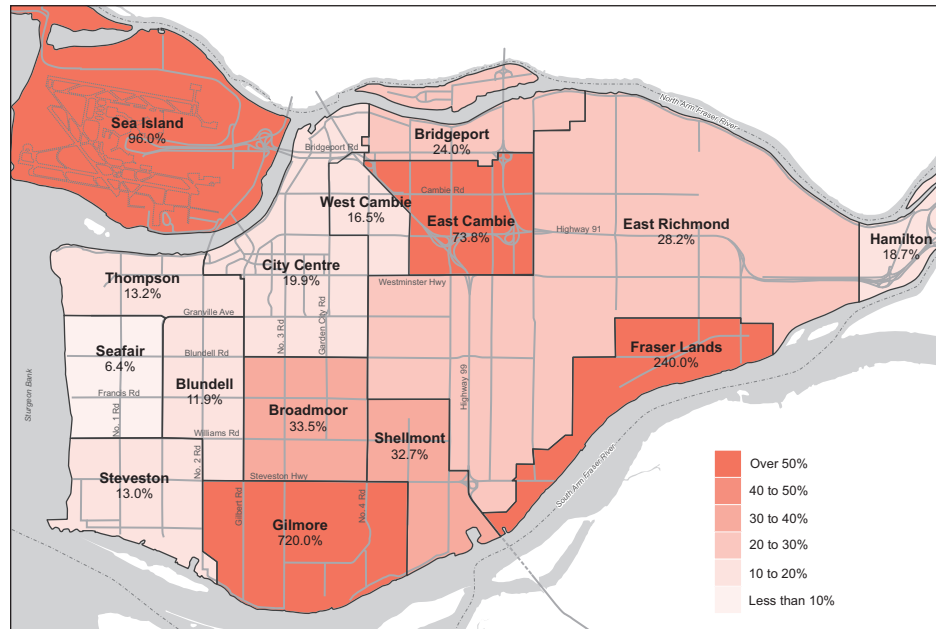 North Arm Fraser River
Sea Island
96.0%
Bridgeport
24.0%
Bridgeport Rd
Cambie Rd
West Cambie
16.5%
East Cambie
73.8%
Highway 91
East Richmond
28.2%
Hamilton
18.7%
City Centre
19.9%
Thompson
13.2%
Westminster Hwy
Granville Ave
No. 3 Rd
Garden City Rd
Seafair
6.4%
Blundell Rd
Fraser Lands
240.0%
Blundell
11.9%
Highway 99
Sturgeon Bank
Francis Rd
No. 1 Rd
Broadmoor
33.5%
Shellmont
32.7%
Williams Rd
No. 2 Rd
South Arm Fraser River
Steveston
13.0%
Steveston Hwy
Gilbert Rd
No. 4 Rd
Gilmore
720.0%
Over 50%
40 to 50%
30 to 40%
20 to 30%
10 to 20%
Less than 10%